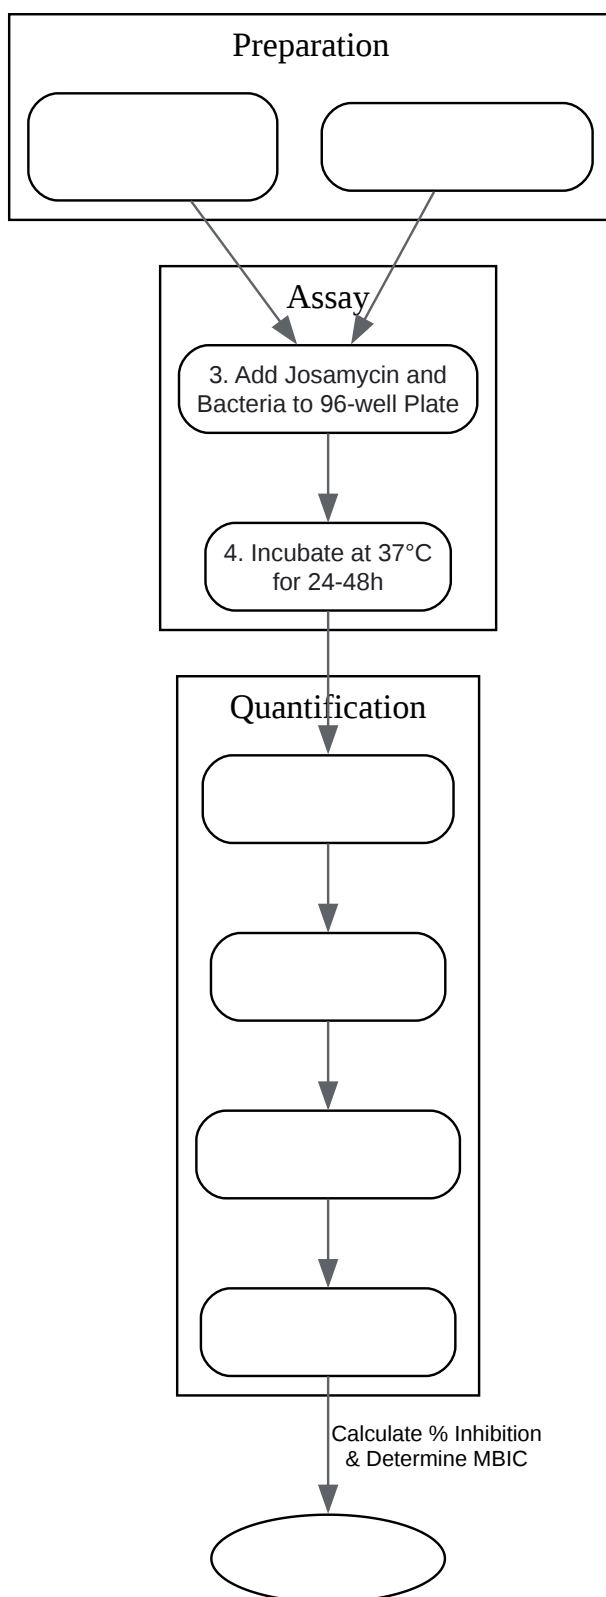 Preparation
Assay
3. Add Josamycin and
Bacteria to 96-well Plate
4. Incubate at 37°C
for 24-48h
Quantification
Calculate % Inhibition
& Determine MBIC